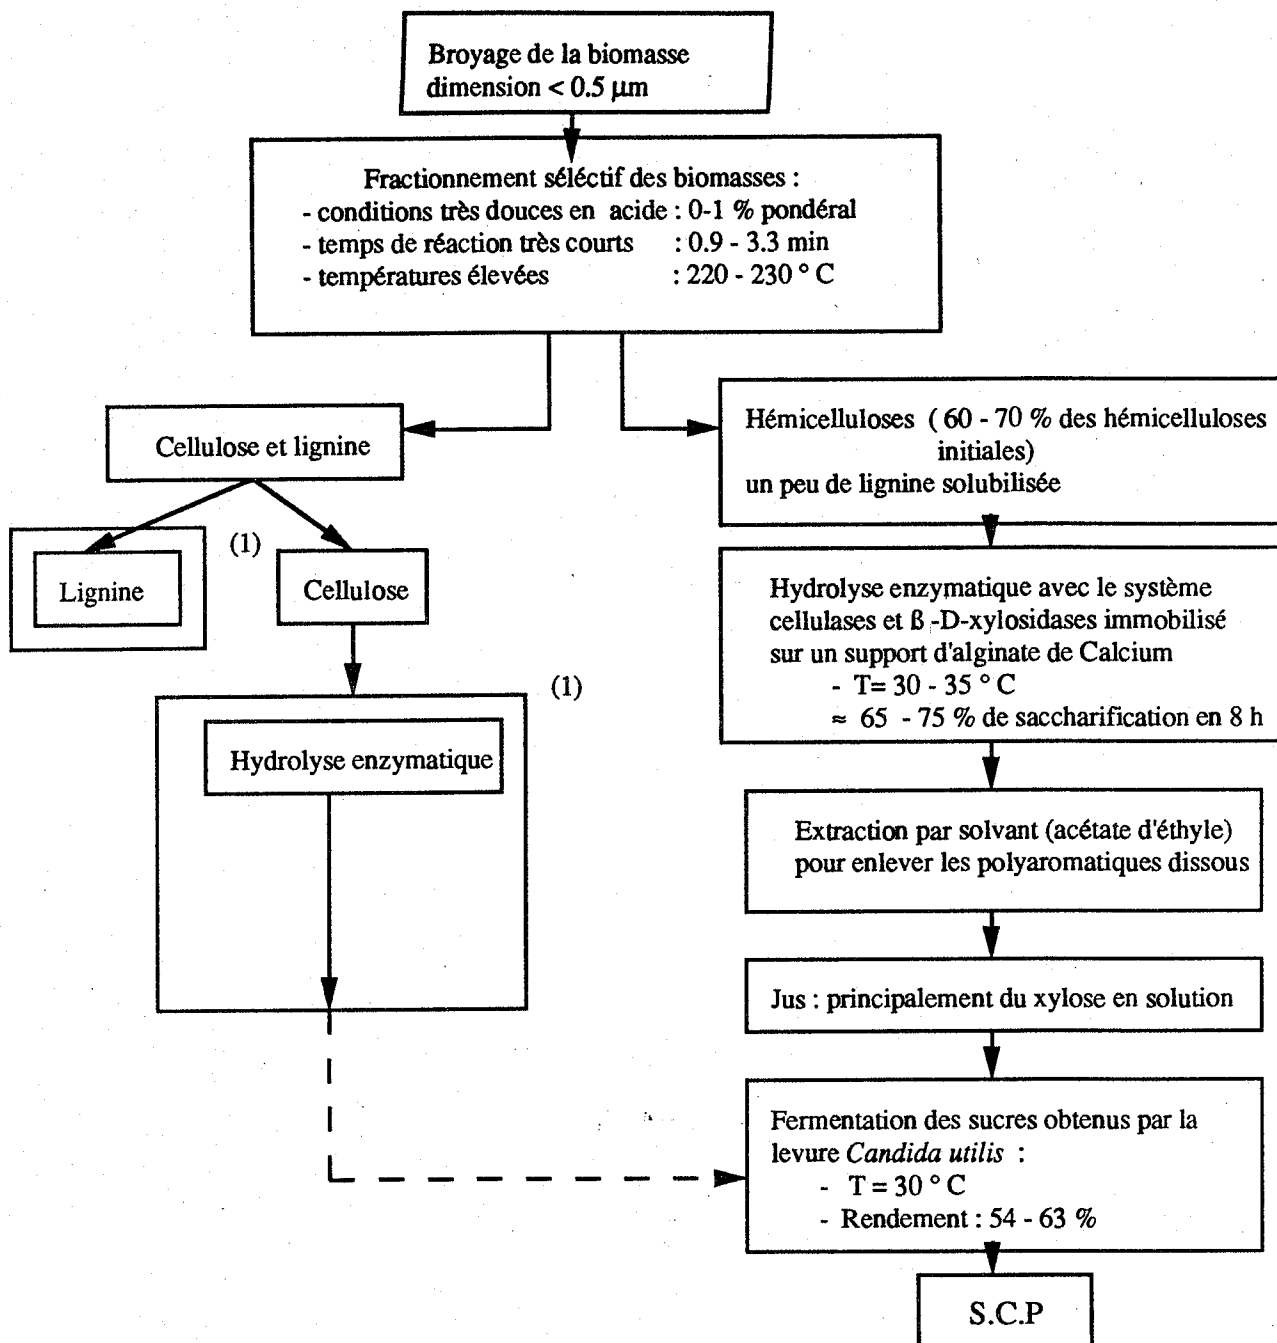 Broyage de la biomasse
dimension < 0.5 µm
Fractionnement séléctif des biomasses :
- conditions très douces en acide : 0-1 % pondéral
- temps de réaction très courts : 0.9 - 3.3 min
- températures élevées : 220 - 230 ° C
Cellulose et lignine
Hémicelluloses ( 60 - 70 % des hémicelluloses
initiales)
un peu de lignine solubilisée
(1)
Lignine
Cellulose
Hydrolyse enzymatique avec le système
cellulases et ß -D-xylosidases immobilisé
sur un support d'alginate de Calcium
- T= 30 - 35 ° C
≈ 65 - 75 % de saccharification en 8 h
(1)
Hydrolyse enzymatique
Extraction par solvant (acétate d'éthyle)
pour enlever les polyaromatiques dissous
Jus : principalement du xylose en solution
Fermentation des sucres obtenus par la
levure Candida utilis :
- T = 30 ° C
- Rendement : 54 - 63 %
S.C.P